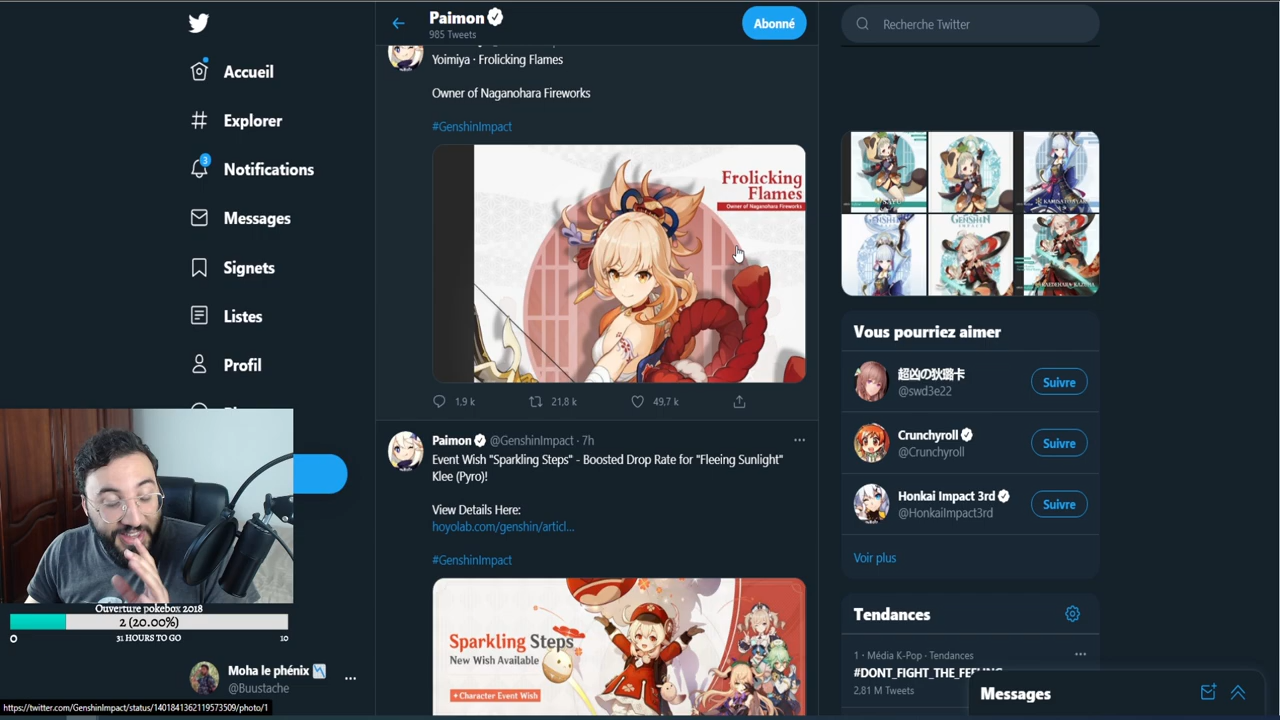 Accueil
Explorer
3
Notifications
Messages
Signets
Listes
Profil
Ouverture pokebox 2018
2 (20.00%)
0
31 HOURS TO GO
10
Moha le phénix
@Buustache
https://twitter.com/GenshinImpact/status/1401841362119573509/photo/1
Paimon
985 Tweets
Abonné
Yoimiya · Frolicking Flames
Owner of Naganohara Fireworks
#GenshinImpact
Frolicking
Flames
Owner of Naganohara Fireworks
1,9 k
21,8 k
49,7 k
Paimon @GenshinImpact · 7h
Event Wish "Sparkling Steps" - Boosted Drop Rate for "Fleeing Sunlight"
Klee (Pyro)!
View Details Here:
hoyolab.com/genshin/articl...
#GenshinImpact
Sparkling Steps
New Wish Available
Character Event Wish
Recherche Twitter
SAYU
GENSHIN
GENSHIN
Vous pourriez aimer
超凶の狄璐卡
@swd3e22
Suivre
Crunchyroll
@Crunchyroll
Suivre
Honkai Impact 3rd
@HonkaiImpact3rd
Suivre
Voir plus
Tendances
1 · Média K-Pop · Tendances
#DONT_FIGHT_THE_FEELING
2,81 M Tweets
Messages